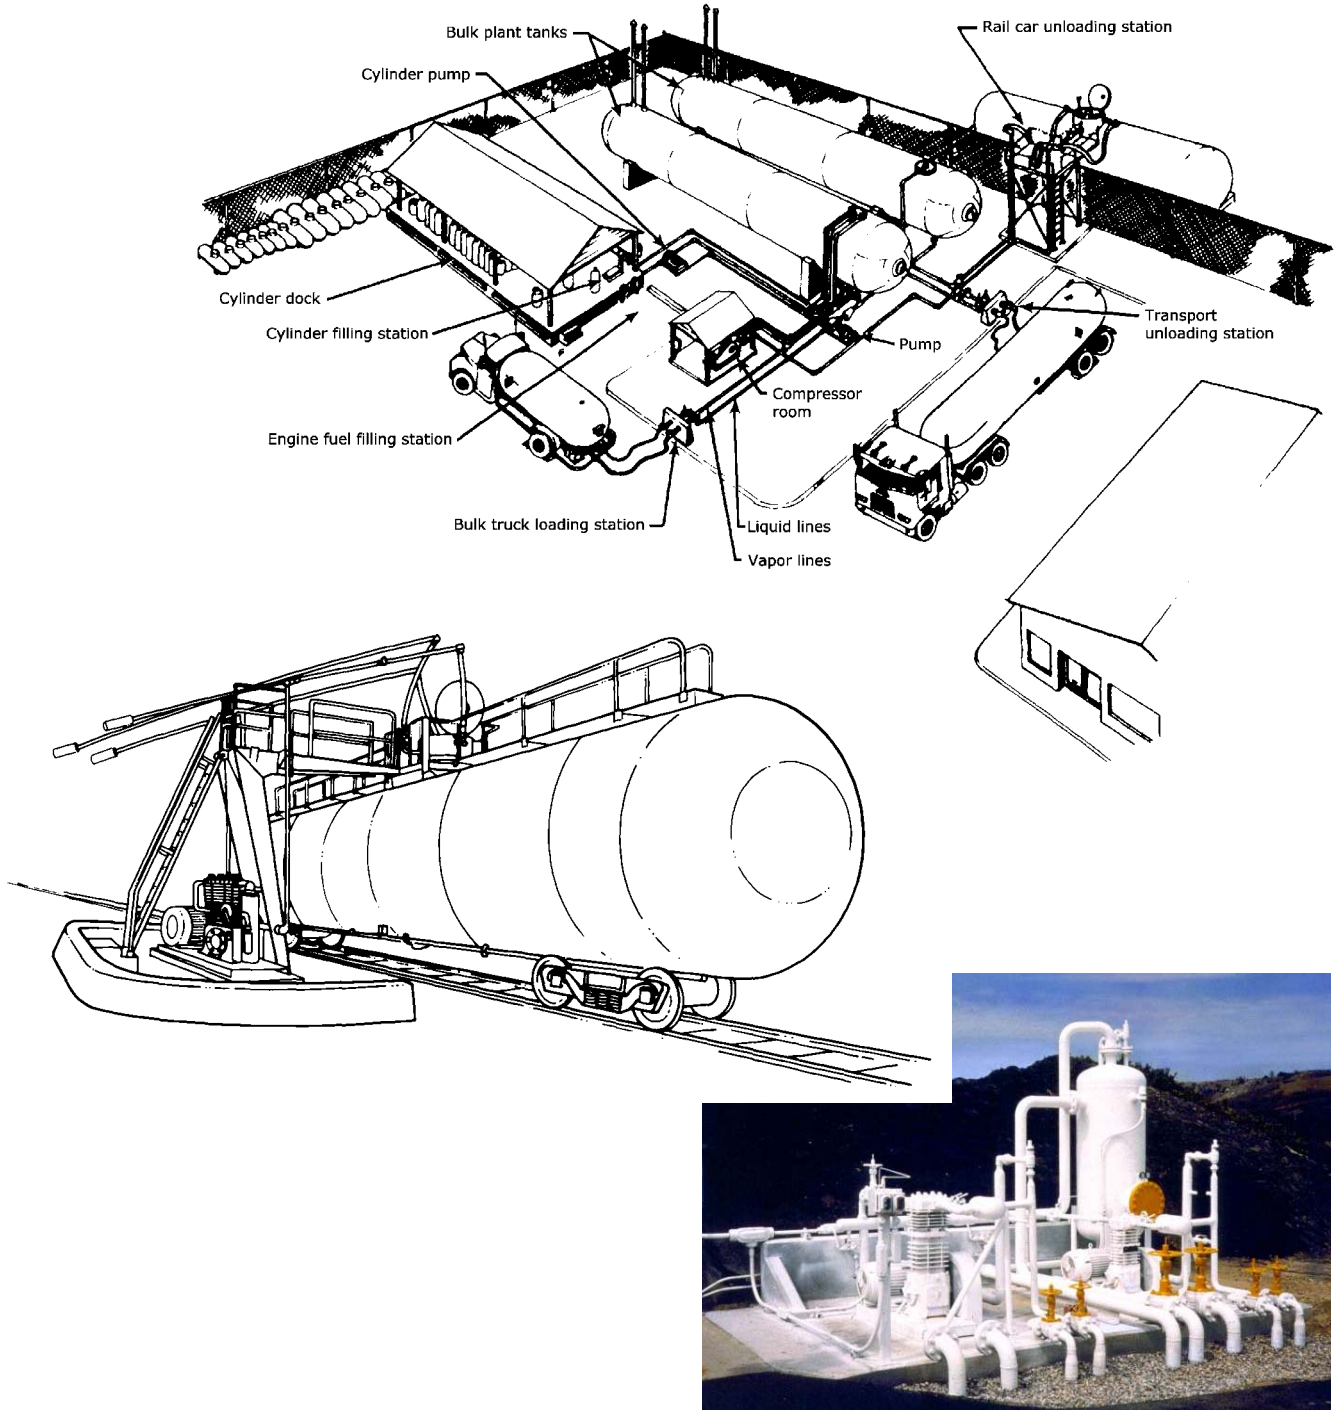 Bulk plant tanks
Rail car unloading station
Cylinder pump
Cylinder dock
Cylinder filling station
Transport
unloading station
Pump
Compressor
room
Engine fuel filling station
Bulk truck loading station
Liquid lines
Vapor lines